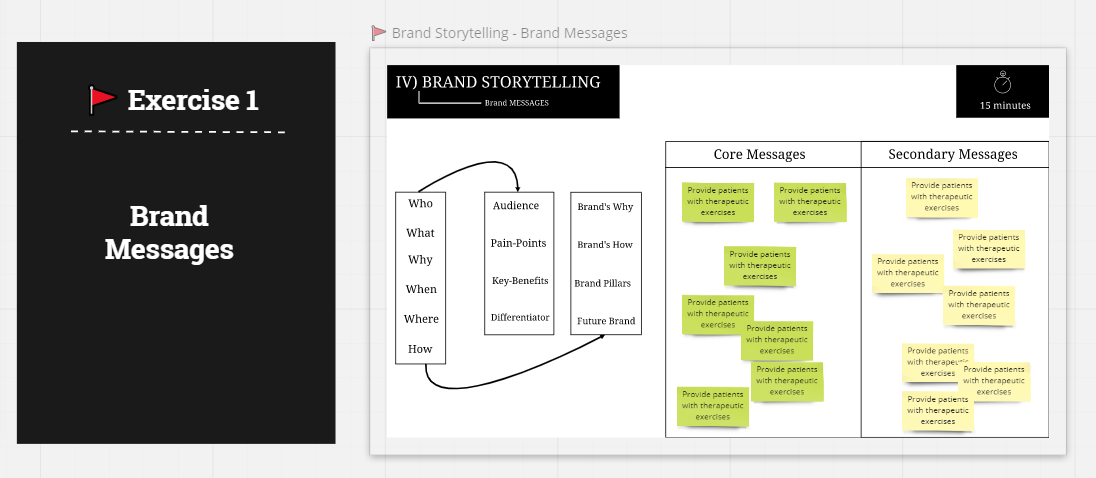 Exercise 1
Brand
Messages
Brand Storytelling - Brand Messages
IV) BRAND STORYTELLING
Brand MESSAGES
15 minutes
Who
What
Why
When
Where
How
Audience
Pain-Points
Key-Benefits
Differentiator
Brand's Why
Brand's How
Brand Pillars
Future Brand
Core Messages
Provide patients
with therapeutic
exercises
Provide patients
with therapeutic
exercises
Provide patients
with therapeutic
exercises
Provide patients
with therapeutic
exercises
Provide patients
with therapeutic
exercises
Provide patients
with therapeutic
exercises
Provide patients
with therapeutic
exercises
Secondary Messages
Provide patients
with therapeutic
exercises
Provide patients
with therapeutic
exercises
Provide patients
with therapeutic
exercises
Provide patients
with therapeutic
exercises
Provide patients
with therapeutic
exercises
Provide patients
with therapeutic
exercises
Provide patients
with therapeutic
exercises